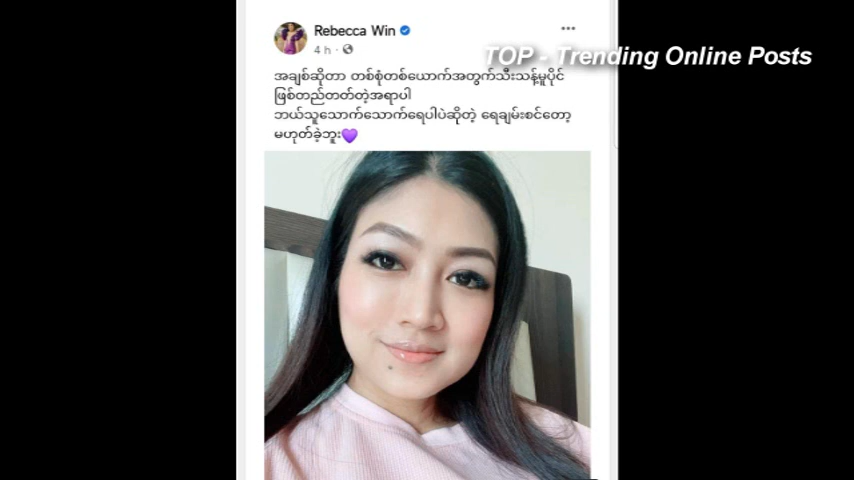 Rebecca Win
4 h
TOP - Trending Online Posts
အချစ်ဆိုတာ တစ်စုံတစ်ယောက်အတွက်သီးသန့်မူပိုင်
ဖြစ်တည်တတ်တဲ့အရာပါ
ဘယ်သူသောက်သောက်ရေပါပဲဆိုတဲ့ ရေချမ်းစင်တော့
မဟုတ်ခဲ့ဘူး💜